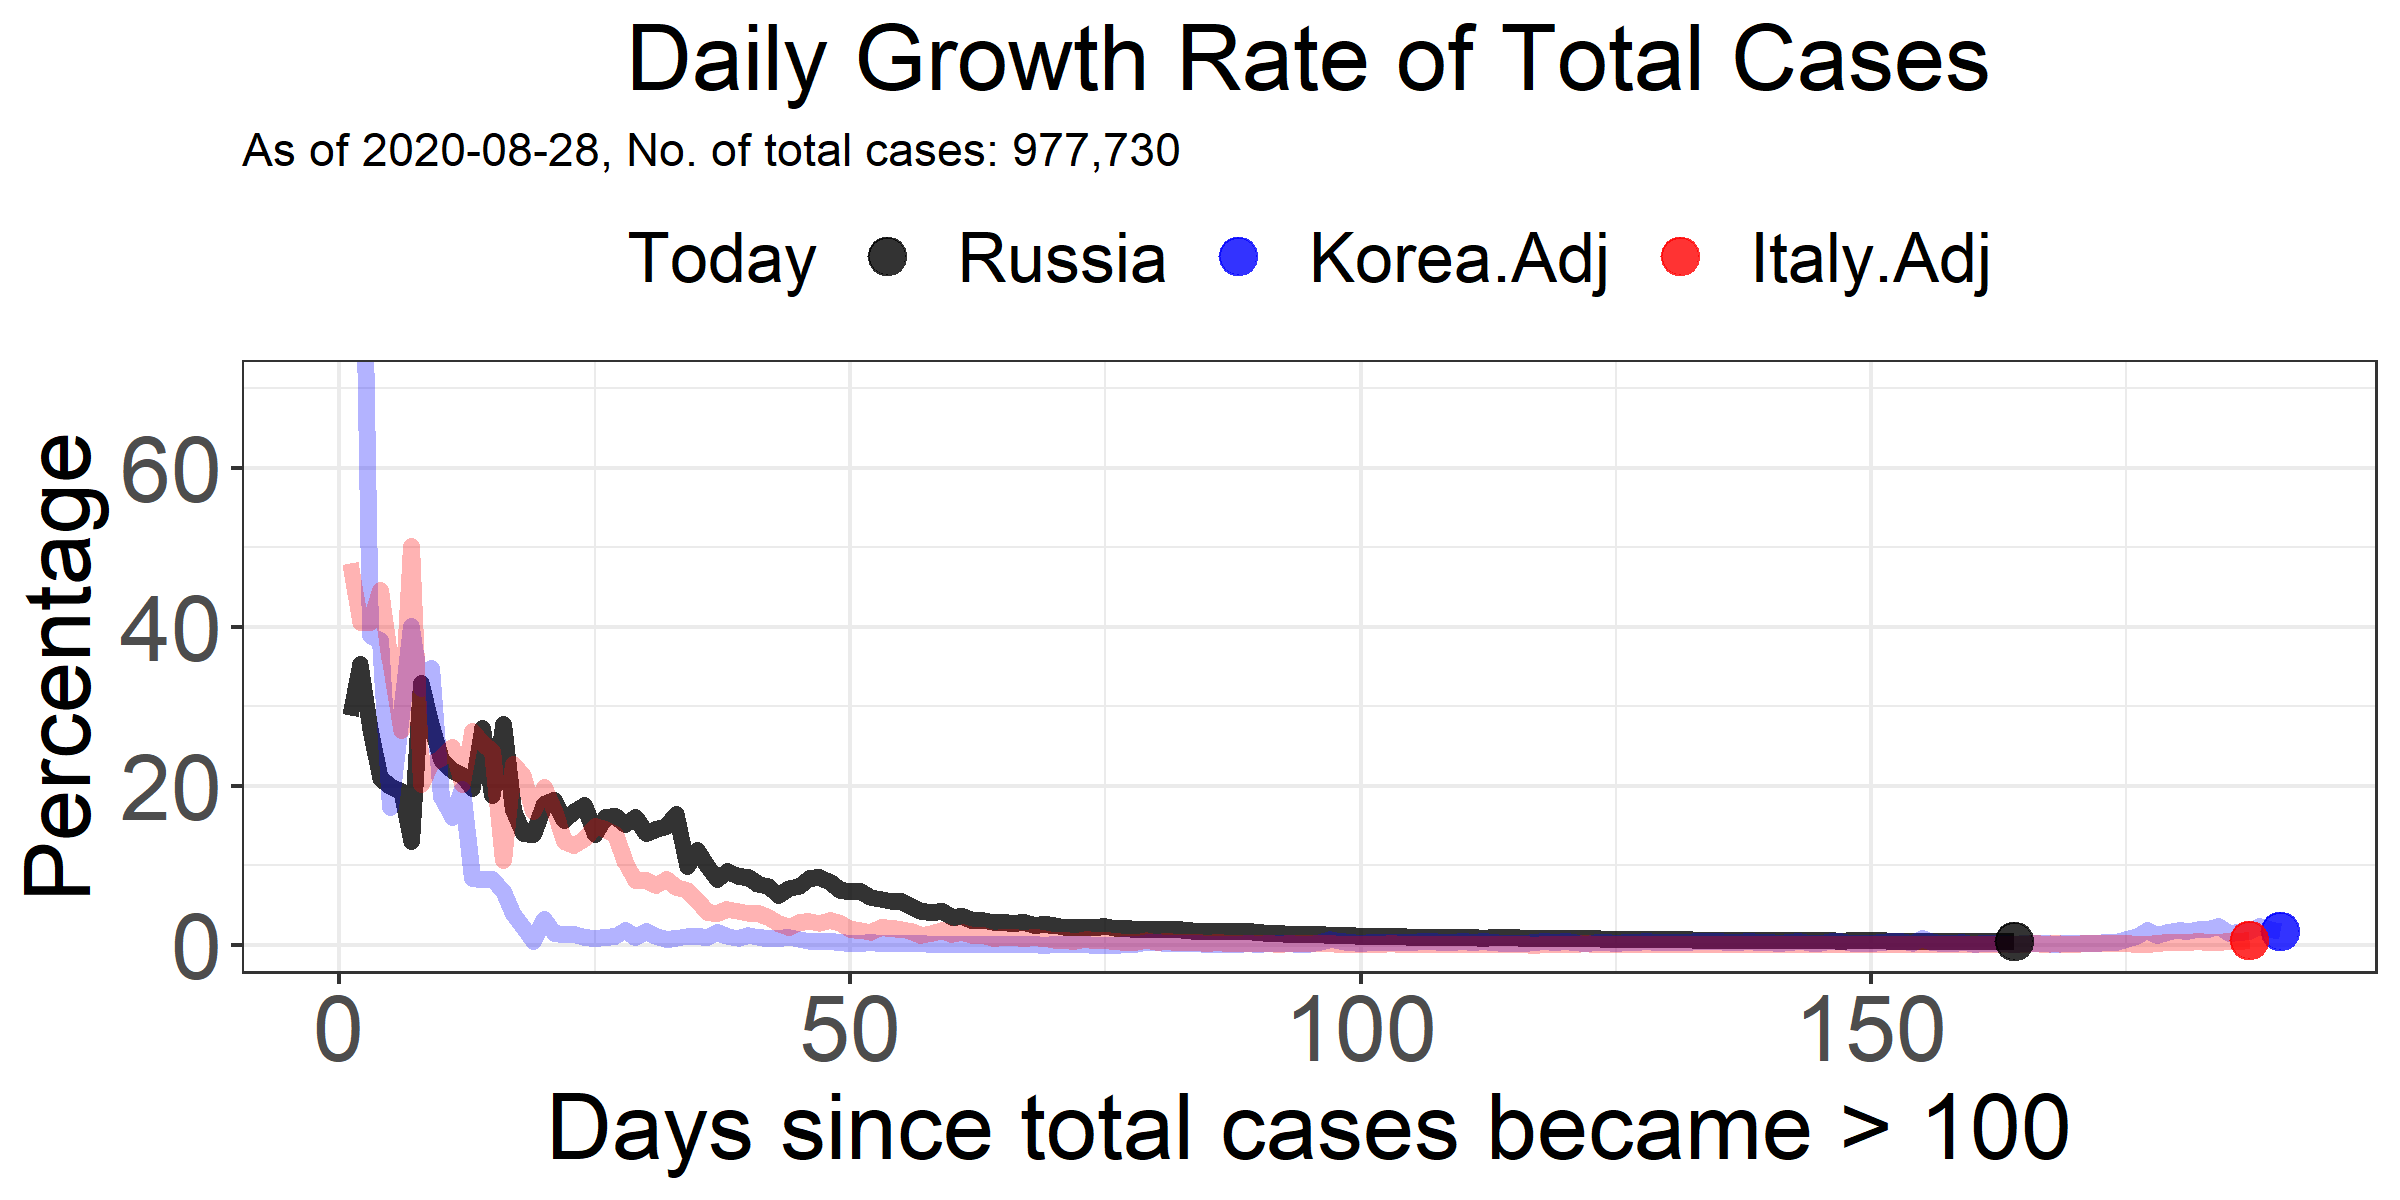 Daily Growth Rate of Total Cases
As of 2020-08-28, No. of total cases: 977,730
Today Russia Korea.Adj Italy.Adj
Percentage
60
40
20
0
0 50 100 150
Days since total cases became > 100